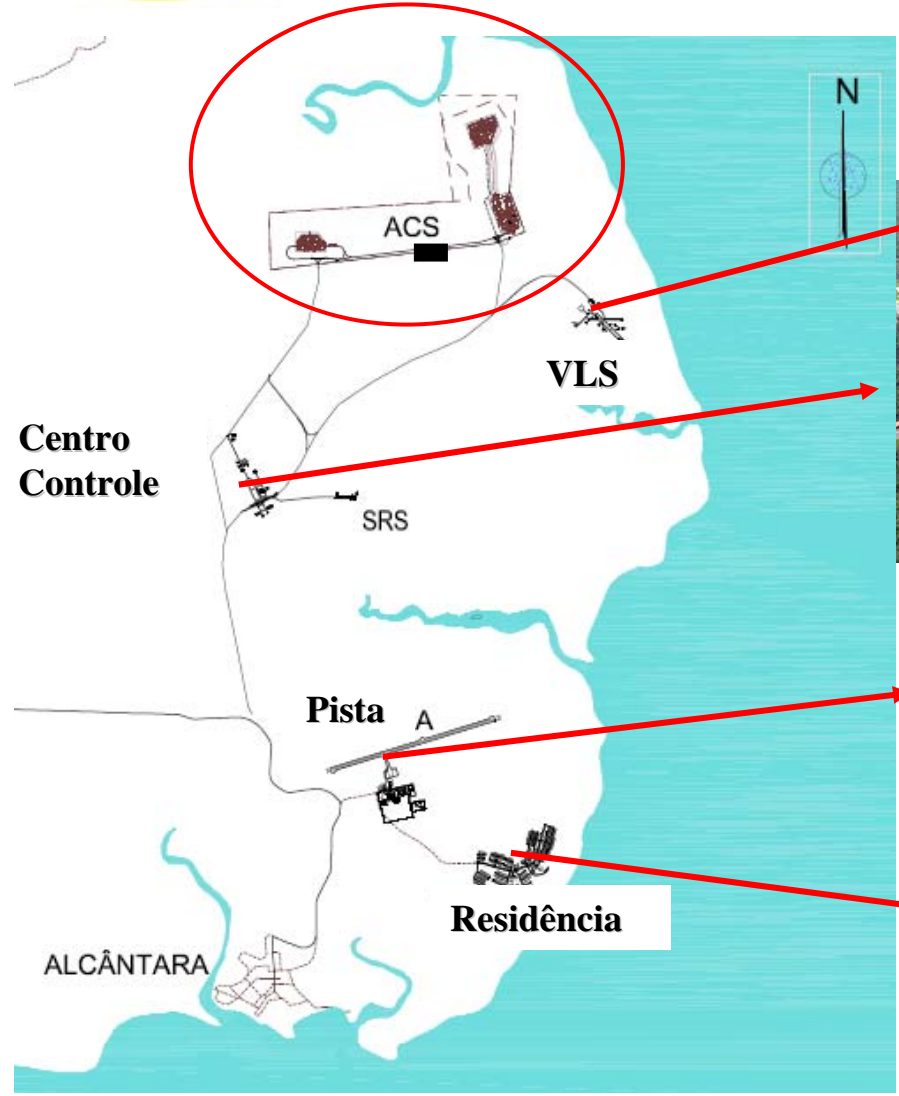 N
ACS
VLS
Centro
Controle
SRS
Pista
A
Residência
ALCÂNTARA